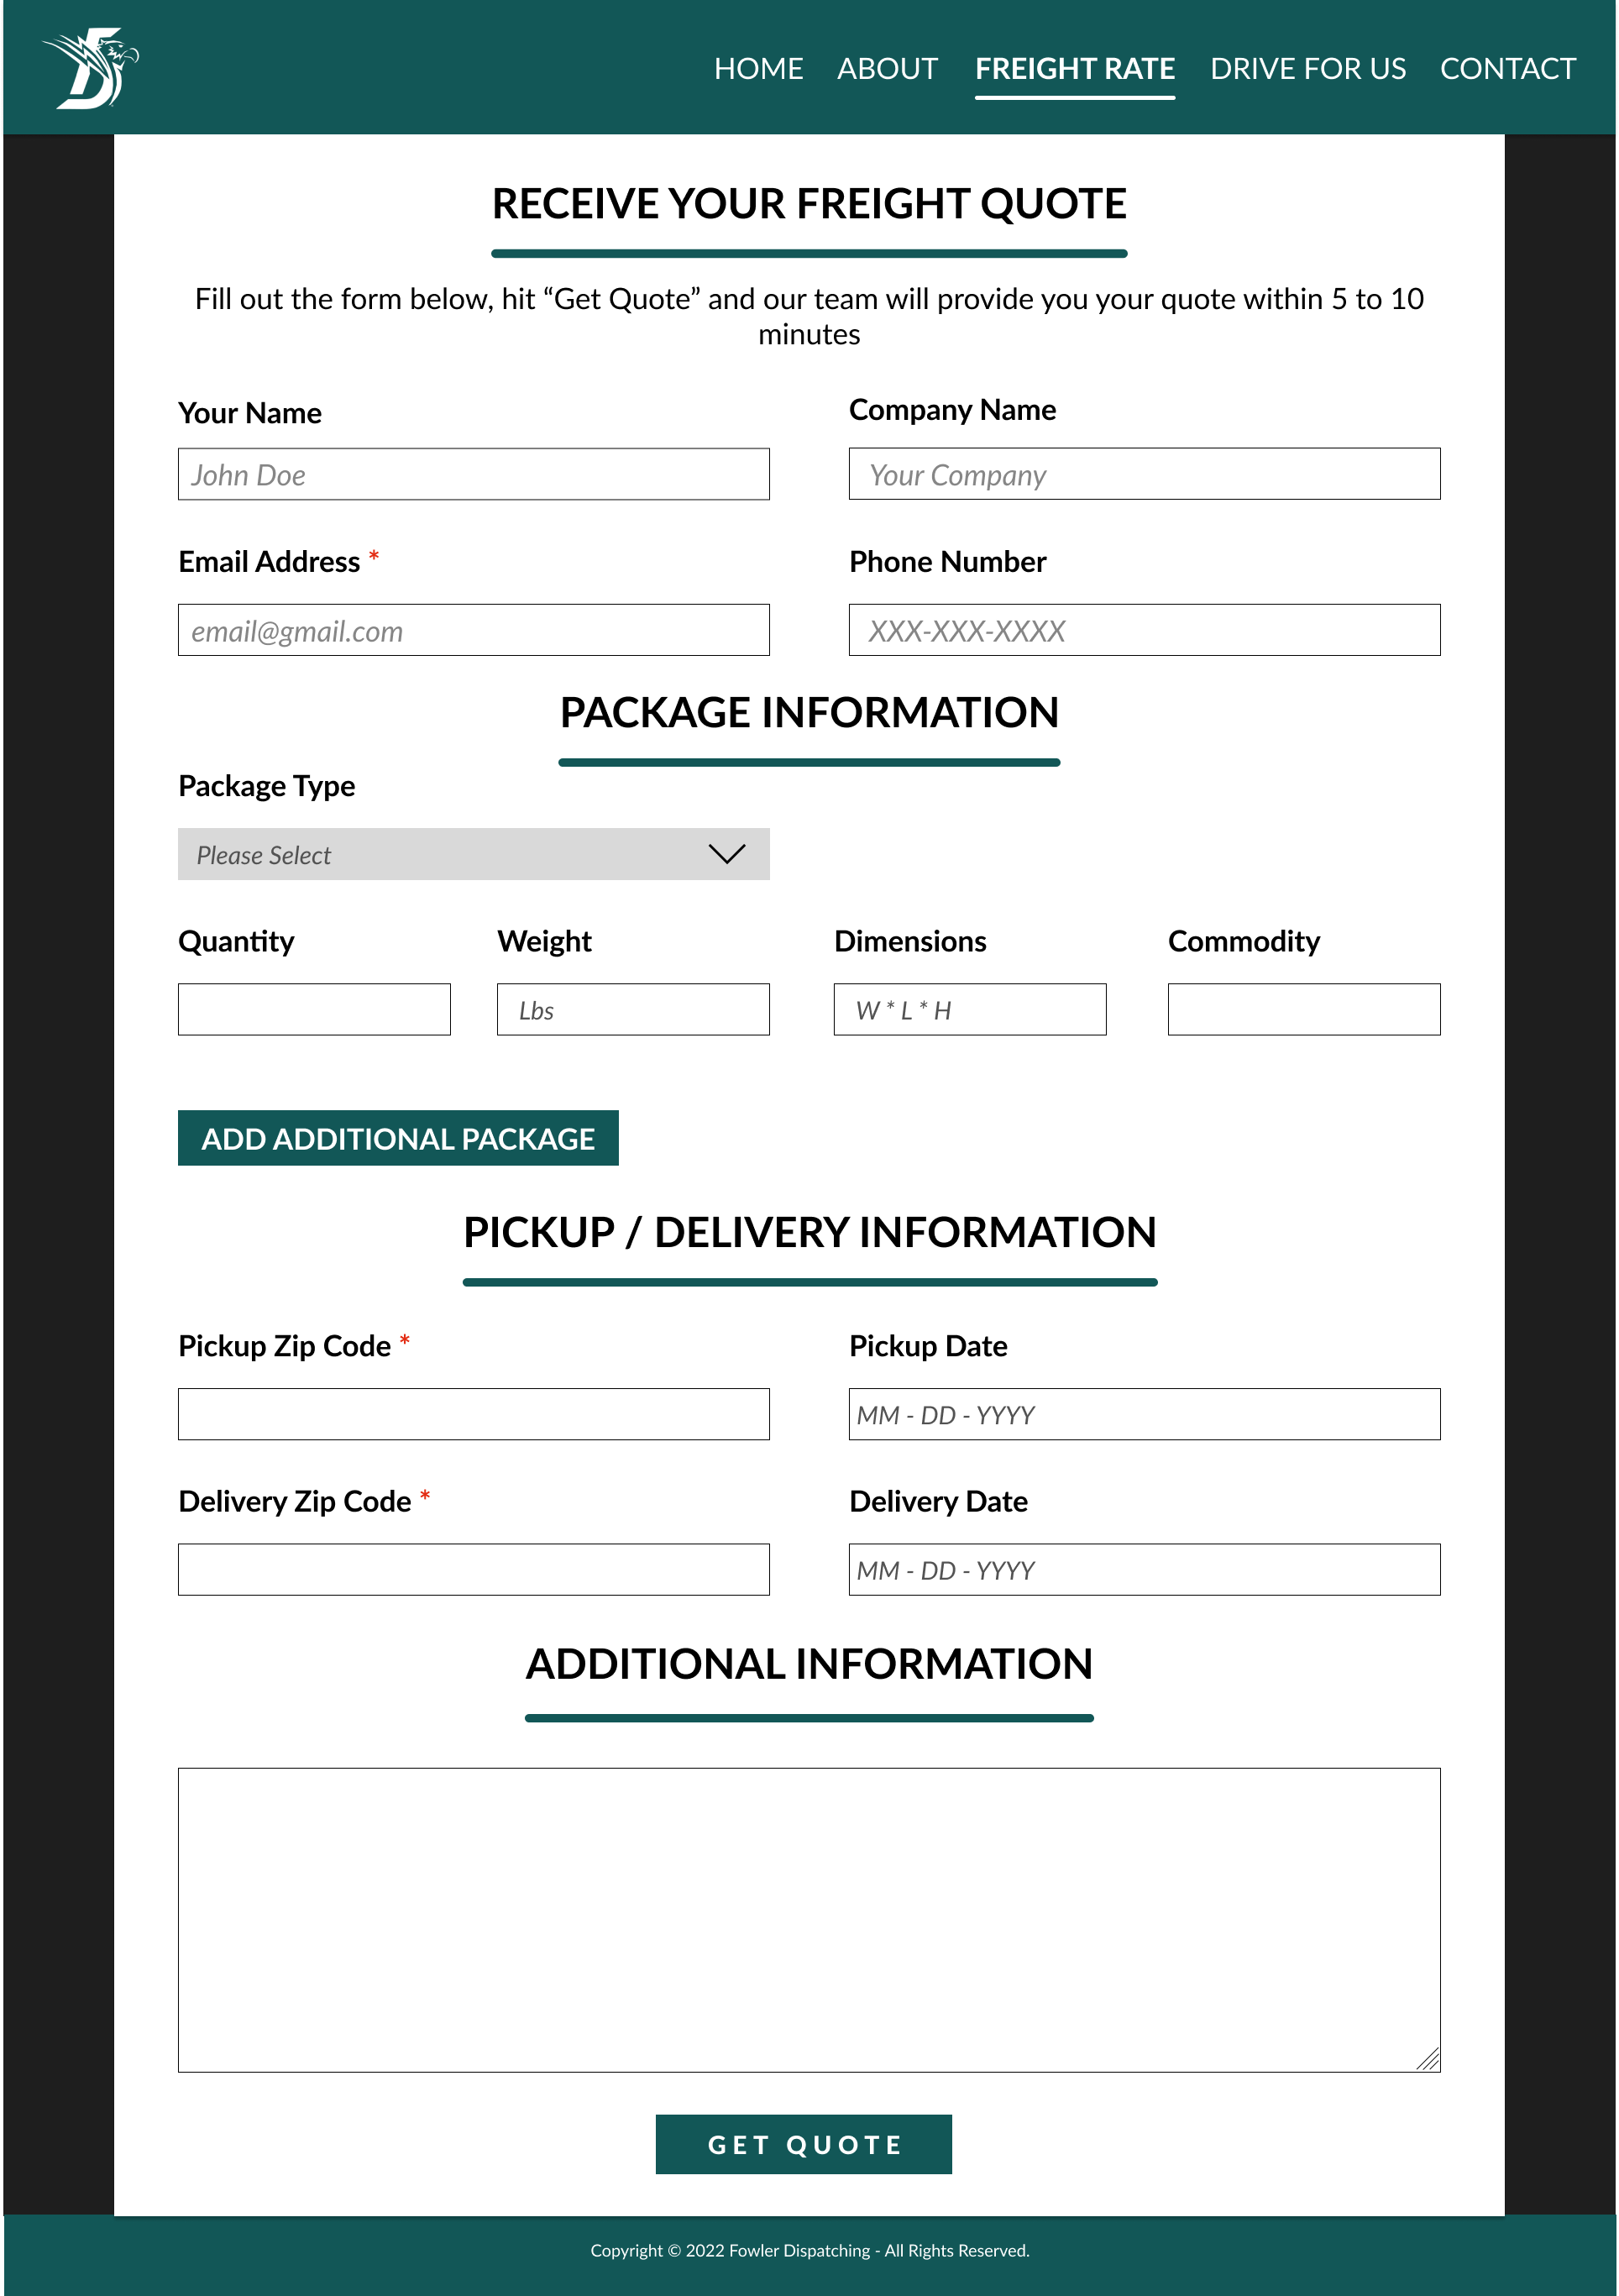 HOME ABOUT FREIGHT RATE DRIVE FOR US CONTACT
RECEIVE YOUR FREIGHT QUOTE
Fill out the form below, hit “Get Quote” and our team will provide you your quote within 5 to 10
minutes
Your Name Company Name
John Doe Your Company
Email Address * Phone Number
email@gmail.com XXX-XXX-XXXX
PACKAGE INFORMATION
Package Type
Please Select
Quantity Weight Dimensions Commodity
Lbs W * L * H
ADD ADDITIONAL PACKAGE
PICKUP / DELIVERY INFORMATION
Pickup Zip Code * Pickup Date
MM - DD - YYYY
Delivery Zip Code * Delivery Date
MM - DD - YYYY
ADDITIONAL INFORMATION
GET QUOTE
Copyright © 2022 Fowler Dispatching - All Rights Reserved.